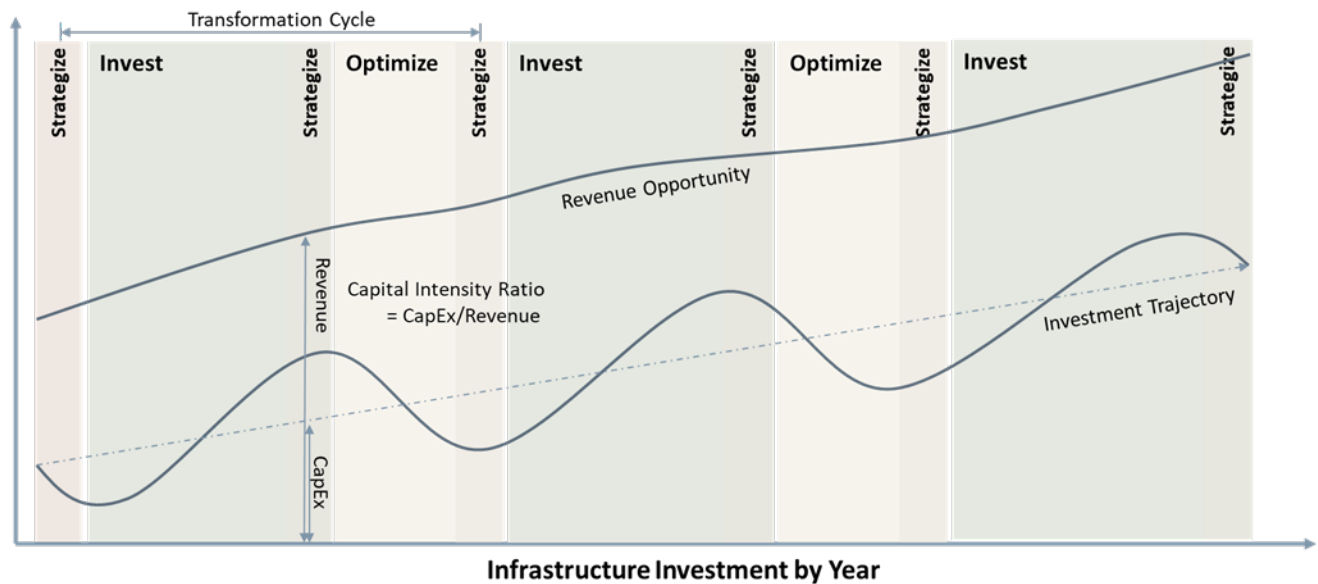 Transformation Cycle
Strategize
Invest
Strategize
Optimize
Strategize
Invest
Strategize
Optimize
Strategize
Invest
Strategize
Revenue Opportunity
Revenue
Capital Intensity Ratio
= CapEx/Revenue
Investment Trajectory
CapEx
Infrastructure Investment by Year